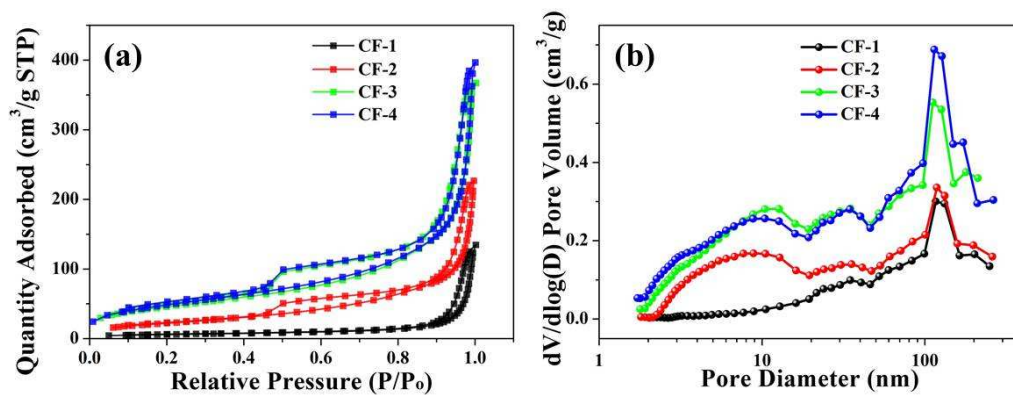 (a)
CF-1
CF-2
CF-3
CF-4
Quantity Adsorbed (cm³/g STP)
400
300
200
100
0
0.0 0.2 0.4 0.6 0.8 1.0
Relative Pressure (P/P₀)
(b)
CF-1
CF-2
CF-3
CF-4
dV/dlog(D) Pore Volume (cm³/g)
0.6
0.4
0.2
0.0
1 10 100
Pore Diameter (nm)